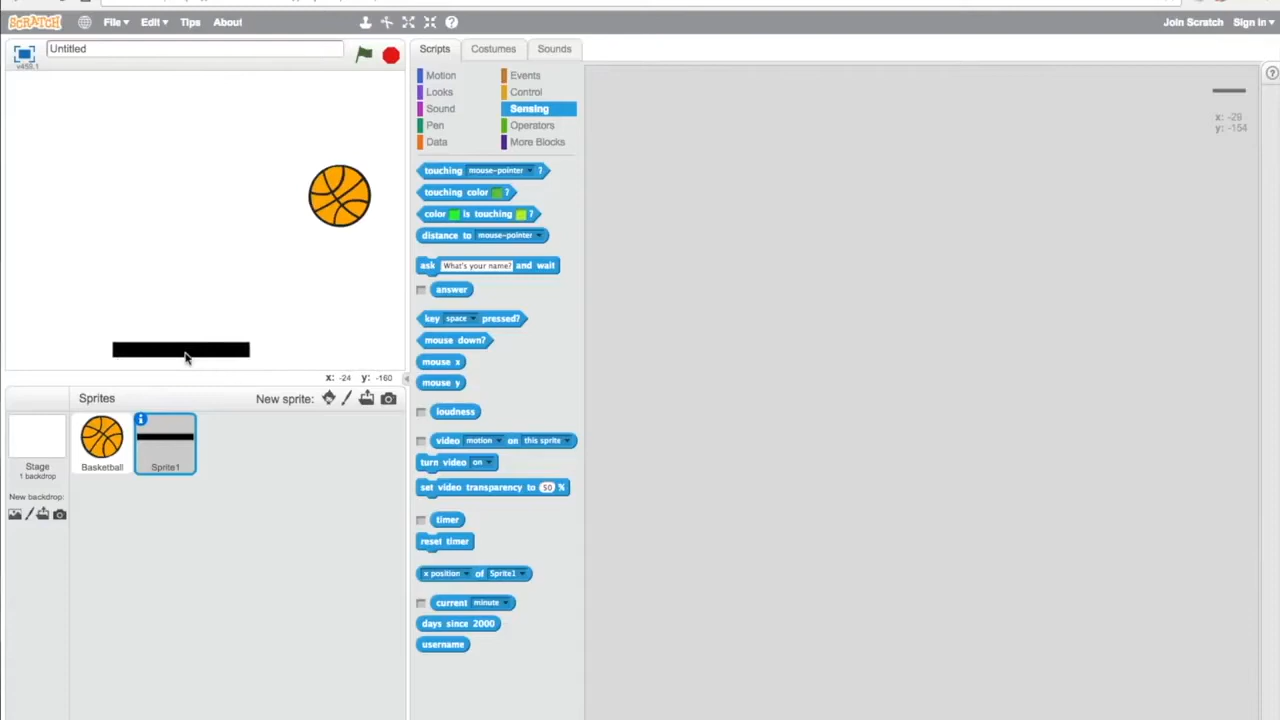 SCRATCH File Edit Tips About Join Scratch Sign in
Untitled
v458.1
Scripts Costumes Sounds
Motion Events
Looks Control
Sound Sensing
Pen Operators
Data More Blocks
touching mouse-pointer ?
touching color ?
color is touching ?
distance to mouse-pointer
ask What's your name? and wait
answer
key space pressed?
mouse down?
mouse x
mouse y
loudness
video motion on this sprite
turn video on
set video transparency to 50 %
timer
reset timer
x position of Sprite1
current minute
days since 2000
username
x: -28
y: -154
x: -24 y: -160
Sprites New sprite:
Basketball
Sprite1
Stage
1 backdrop
New backdrop: